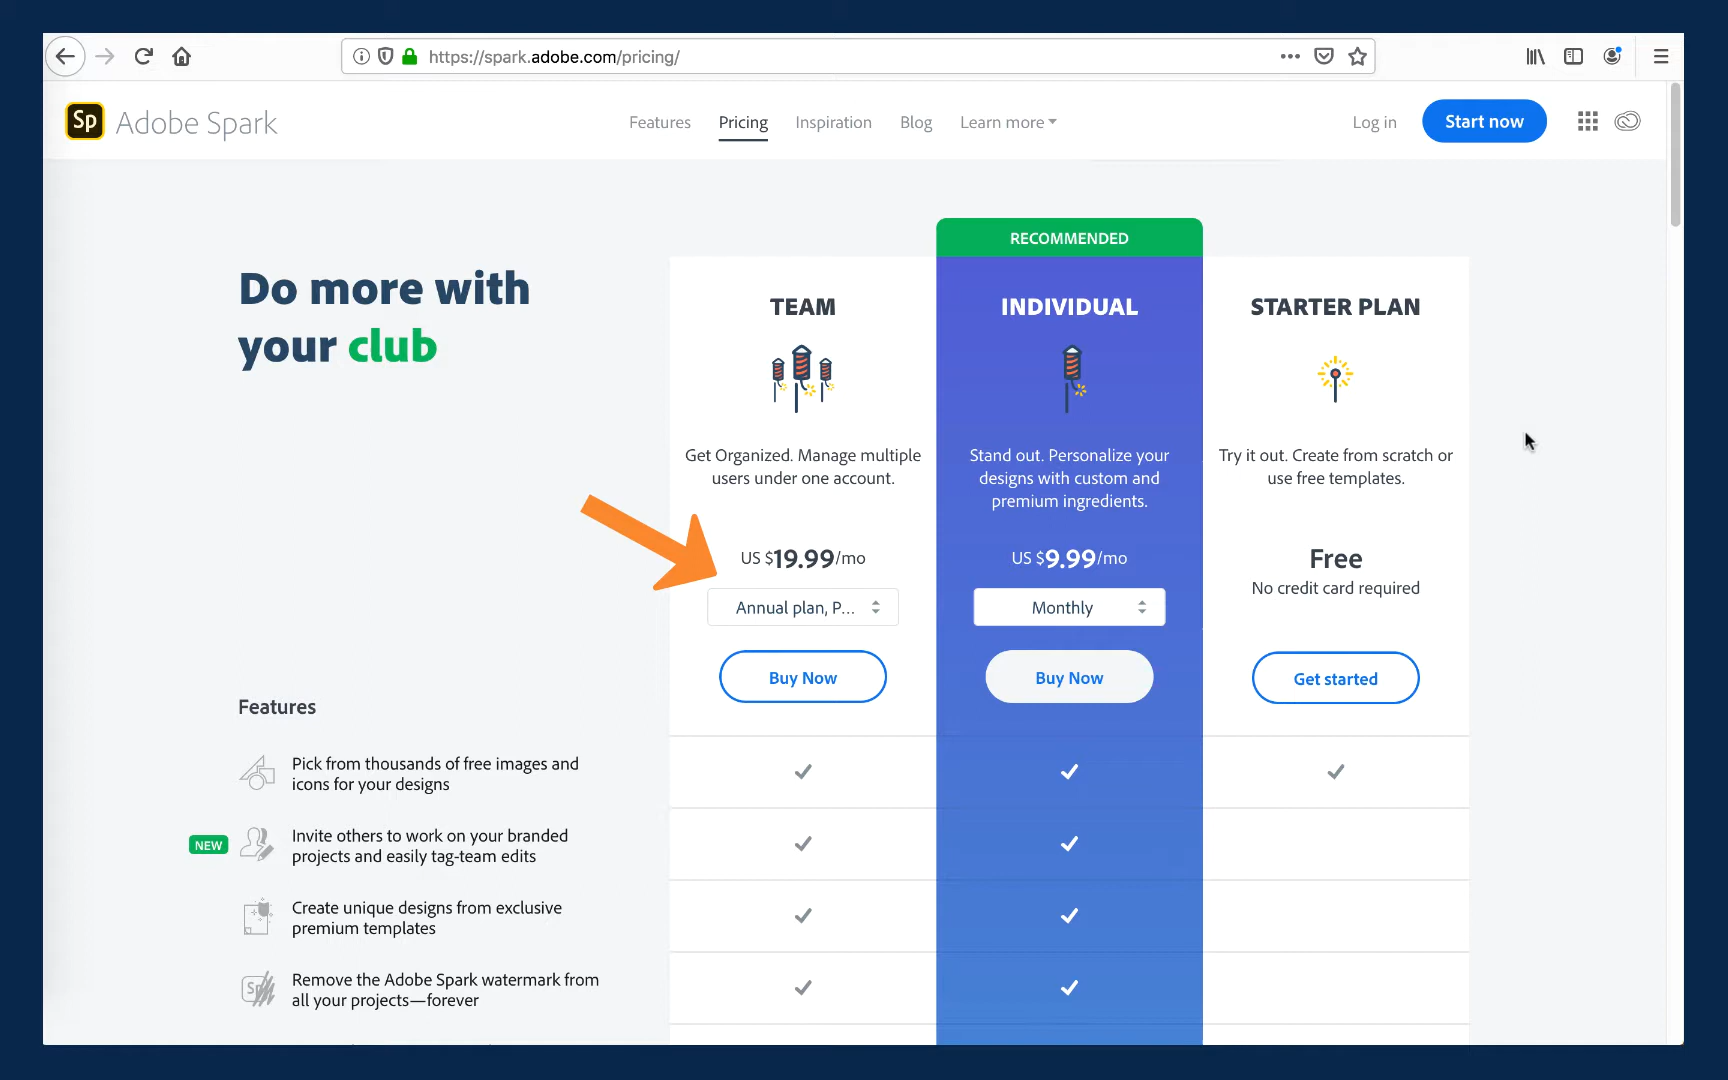 https://spark.adobe.com/pricing/
Sp Adobe Spark
Features
Pricing
Inspiration
Blog
Learn more
Log in
Start now
Do more with
your club
RECOMMENDED
TEAM
Get Organized. Manage multiple
users under one account.
US $19.99/mo
Annual plan, P...
Buy Now
INDIVIDUAL
Stand out. Personalize your
designs with custom and
premium ingredients.
US $9.99/mo
Monthly
Buy Now
STARTER PLAN
Try it out. Create from scratch or
use free templates.
Free
No credit card required
Get started
Features
Pick from thousands of free images and
icons for your designs
NEW
Invite others to work on your branded
projects and easily tag-team edits
Create unique designs from exclusive
premium templates
Sp
Remove the Adobe Spark watermark from
all your projects—forever